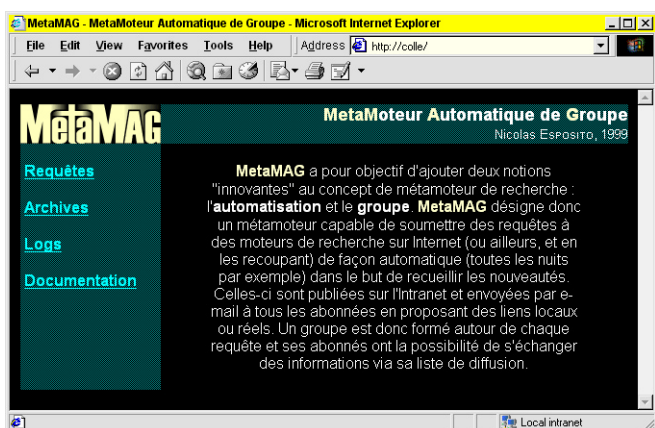 MetaMAG - MetaMoteur Automatique de Groupe - Microsoft Internet Explorer
File Edit View Favorites Tools Help Address http://colle/
MetaMAG
MetaMoteur Automatique de Groupe
Nicolas Esposito, 1999
Requêtes
Archives
Logs
Documentation
MetaMAG a pour objectif d'ajouter deux notions
"innovantes" au concept de métamoteur de recherche :
l'automatisation et le groupe. MetaMAG désigne donc
un métamoteur capable de soumettre des requêtes à
des moteurs de recherche sur Internet (ou ailleurs, et en
les recoupant) de façon automatique (toutes les nuits
par exemple) dans le but de recueillir les nouveautés.
Celles-ci sont publiées sur l'Intranet et envoyées par e-
mail à tous les abonnées en proposant des liens locaux
ou réels. Un groupe est donc formé autour de chaque
requête et ses abonnés ont la possibilité de s'échanger
des informations via sa liste de diffusion.
Local intranet